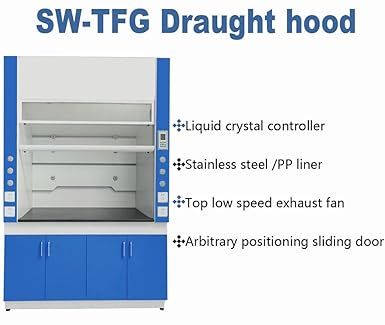 SW-TFG Draught hood
Liquid crystal controller
Stainless steel /PP liner
Top low speed exhaust fan
Arbitrary positioning sliding door